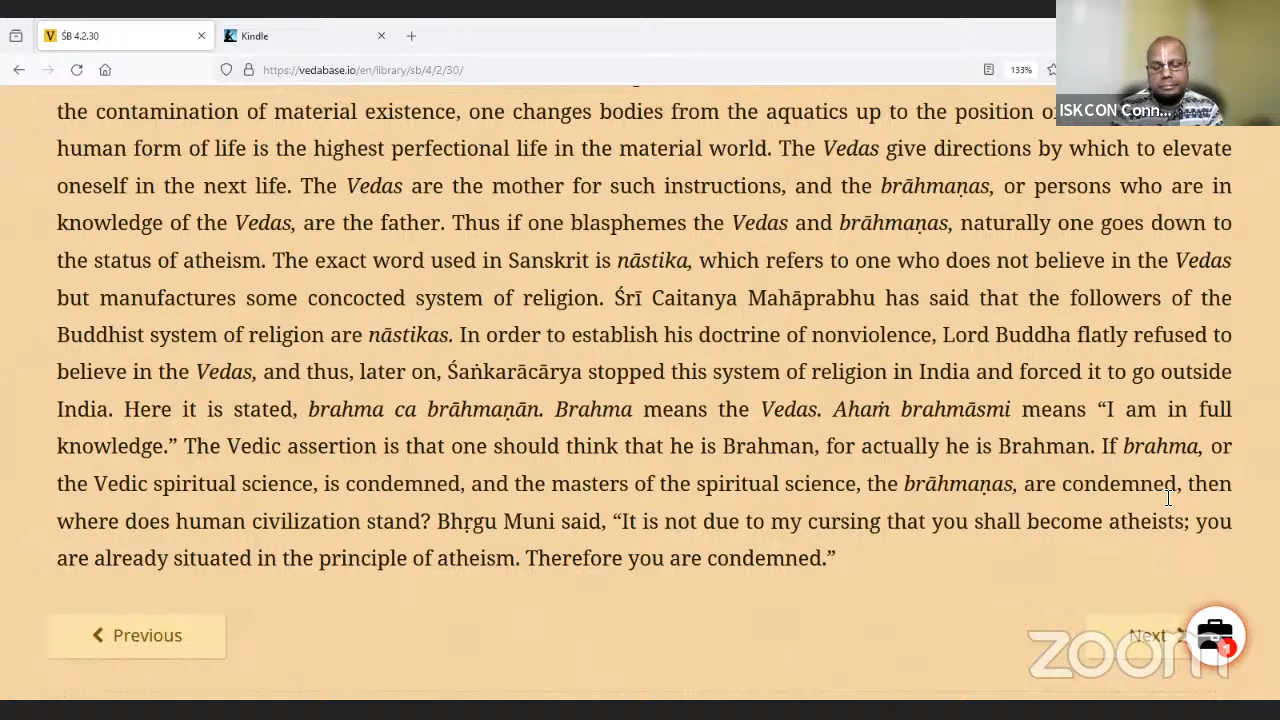 ŚB 4.2.30
Kindle
https://vedabase.io/en/library/sb/4/2/30/
133%
ISKCON Conn...
the contamination of material existence, one changes bodies from the aquatics up to the position
human form of life is the highest perfectional life in the material world. The Vedas give directions by which to elevate
oneself in the next life. The Vedas are the mother for such instructions, and the brāhmaṇas, or persons who are in
knowledge of the Vedas, are the father. Thus if one blasphemes the Vedas and brāhmaṇas, naturally one goes down to
the status of atheism. The exact word used in Sanskrit is nāstika, which refers to one who does not believe in the Vedas
but manufactures some concocted system of religion. Śrī Caitanya Mahāprabhu has said that the followers of the
Buddhist system of religion are nāstikas. In order to establish his doctrine of nonviolence, Lord Buddha flatly refused to
believe in the Vedas, and thus, later on, Śaṅkarācārya stopped this system of religion in India and forced it to go outside
India. Here it is stated, brahma ca brāhmaṇān. Brahma means the Vedas. Ahaṁ brahmāsmi means “I am in full
knowledge.” The Vedic assertion is that one should think that he is Brahman, for actually he is Brahman. If brahma, or
the Vedic spiritual science, is condemned, and the masters of the spiritual science, the brāhmaṇas, are condemned, then
where does human civilization stand? Bhṛgu Muni said, “It is not due to my cursing that you shall become atheists; you
are already situated in the principle of atheism. Therefore you are condemned.”
Previous
Next
1
zoom